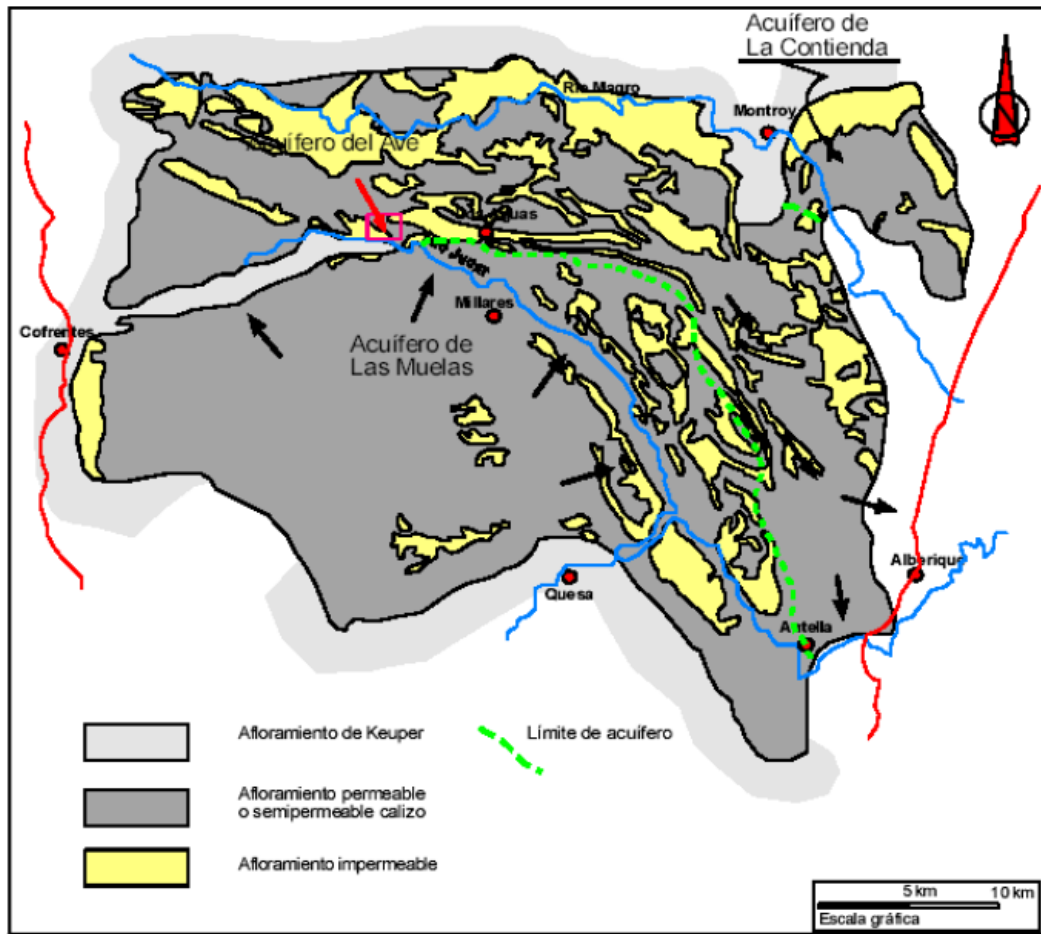 Acuífero de
La Contienda
Río Magro
Montroy
del Ave
Millares
Cofrentes
Acuífero de
Las Muelas
Alberique
Quesa
Antella
Afloramiento de Keuper
Límite de acuífero
Afloramiento permeable
o semipermeable calizo
Afloramiento impermeable
5 km
10 km
Escala gráfica